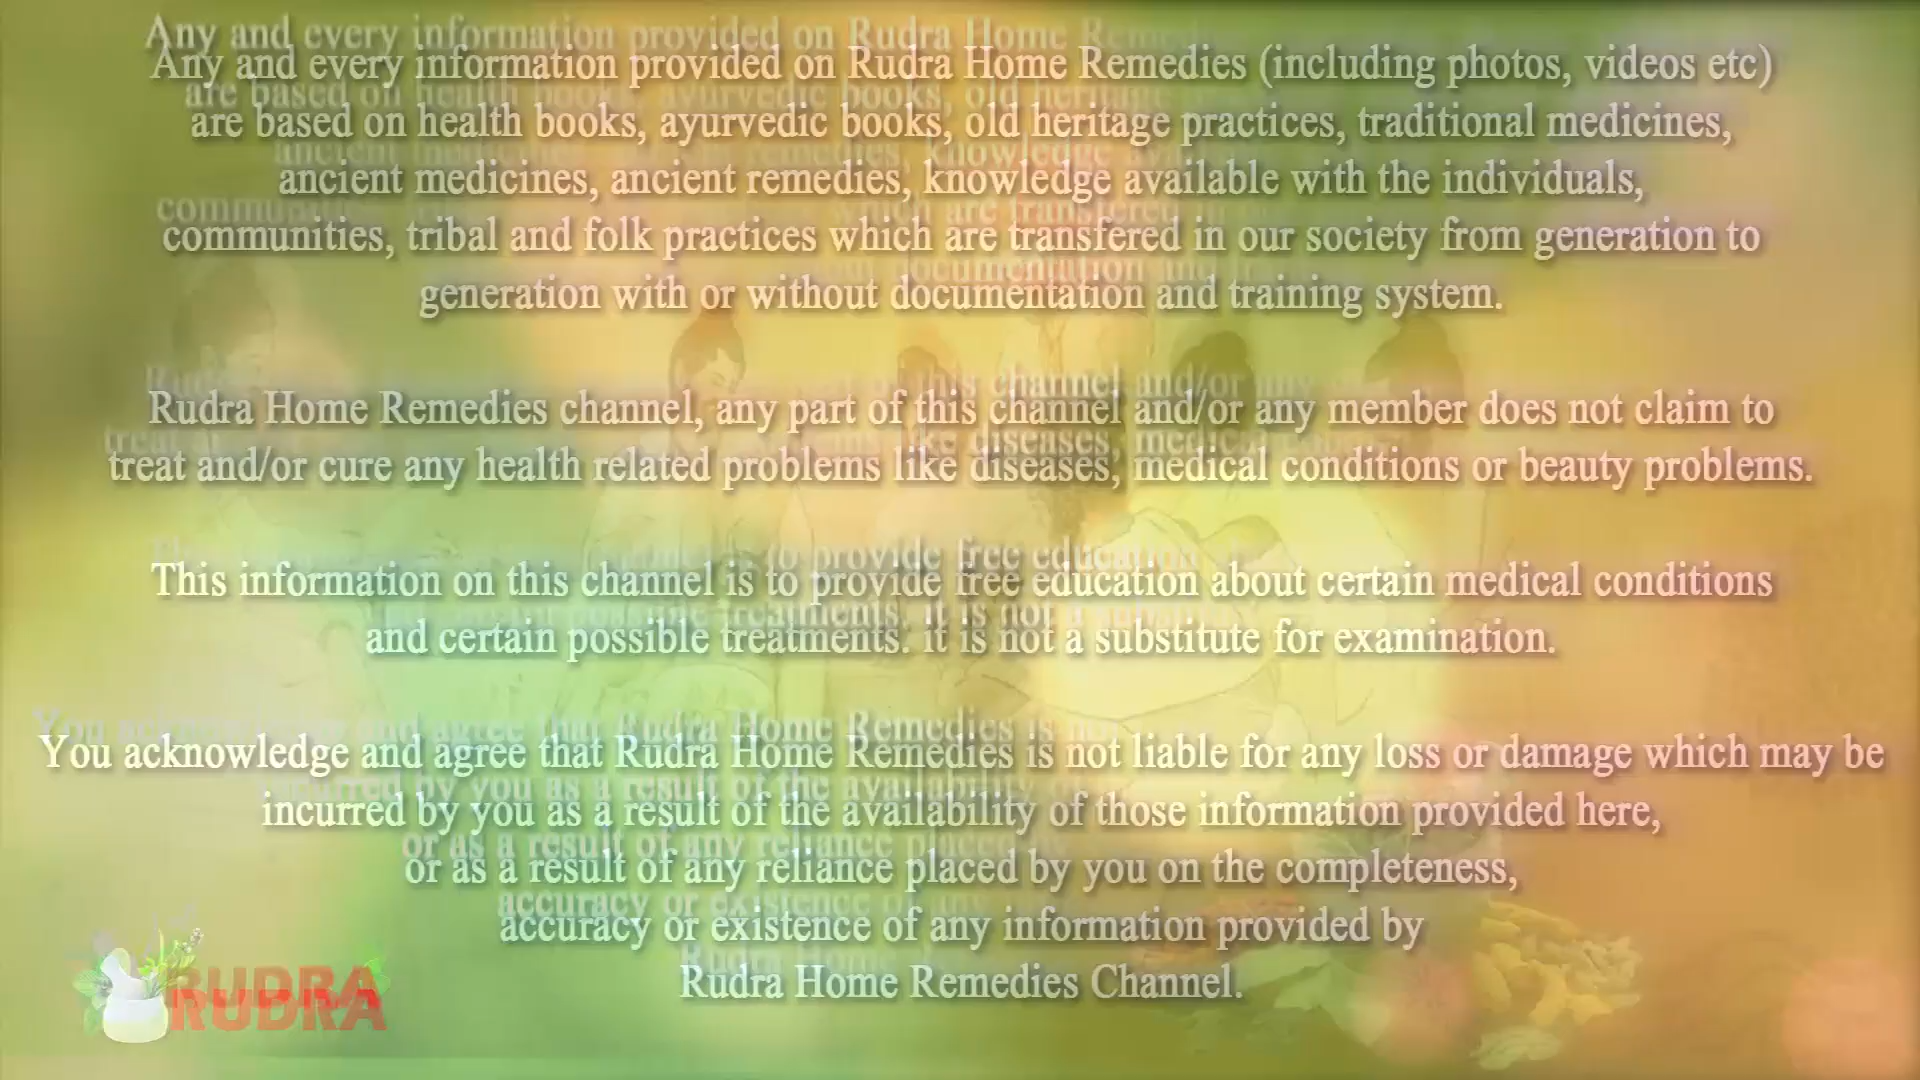 Any and every information provided on Rudra Home Remedies (including photos, videos etc)
are based on health books, ayurvedic books, old heritage practices, traditional medicines,
ancient medicines, ancient remedies, knowledge available with the individuals,
communities, tribal and folk practices which are transfered in our society from generation to
generation with or without documentation and training system.
Rudra Home Remedies channel, any part of this channel and/or any member does not claim to
treat and/or cure any health related problems like diseases, medical conditions or beauty problems.
This information on this channel is to provide free education about certain medical conditions
and certain possible treatments. it is not a substitute for examination.
You acknowledge and agree that Rudra Home Remedies is not liable for any loss or damage which may be
incurred by you as a result of the availability of those information provided here,
or as a result of any reliance placed by you on the completeness,
accuracy or existence of any information provided by
Rudra Home Remedies Channel.
RUDRA